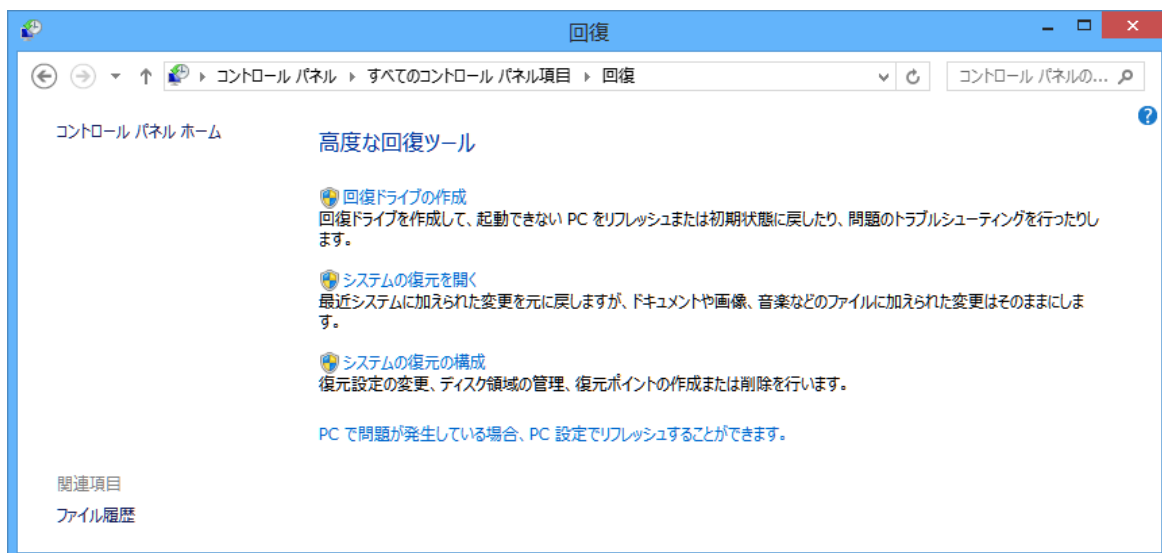 回復
コントロール パネル ▸ すべてのコントロール パネル項目 ▸ 回復
コントロール パネルの...
コントロール パネル ホーム
高度な回復ツール
回復ドライブの作成
回復ドライブを作成して、起動できない PC をリフレッシュまたは初期状態に戻したり、問題のトラブルシューティングを行ったりし
ます。
システムの復元を開く
最近システムに加えられた変更を元に戻しますが、ドキュメントや画像、音楽などのファイルに加えられた変更はそのままにしま
す。
システムの復元の構成
復元設定の変更、ディスク領域の管理、復元ポイントの作成または削除を行います。
PC で問題が発生している場合、PC 設定でリフレッシュすることができます。
関連項目
ファイル履歴